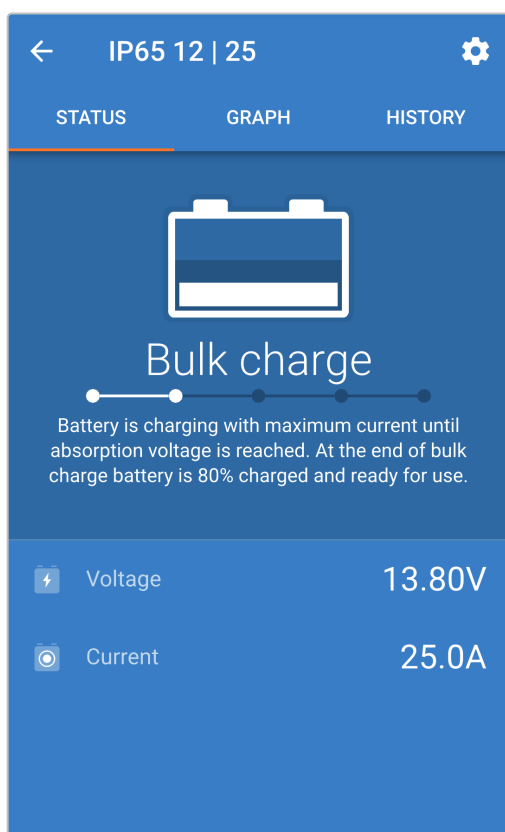 IP65 12 | 25
STATUS
GRAPH
HISTORY
Bulk charge
Battery is charging with maximum current until
absorption voltage is reached. At the end of bulk
charge battery is 80% charged and ready for use.
Voltage
13.80V
Current
25.0A